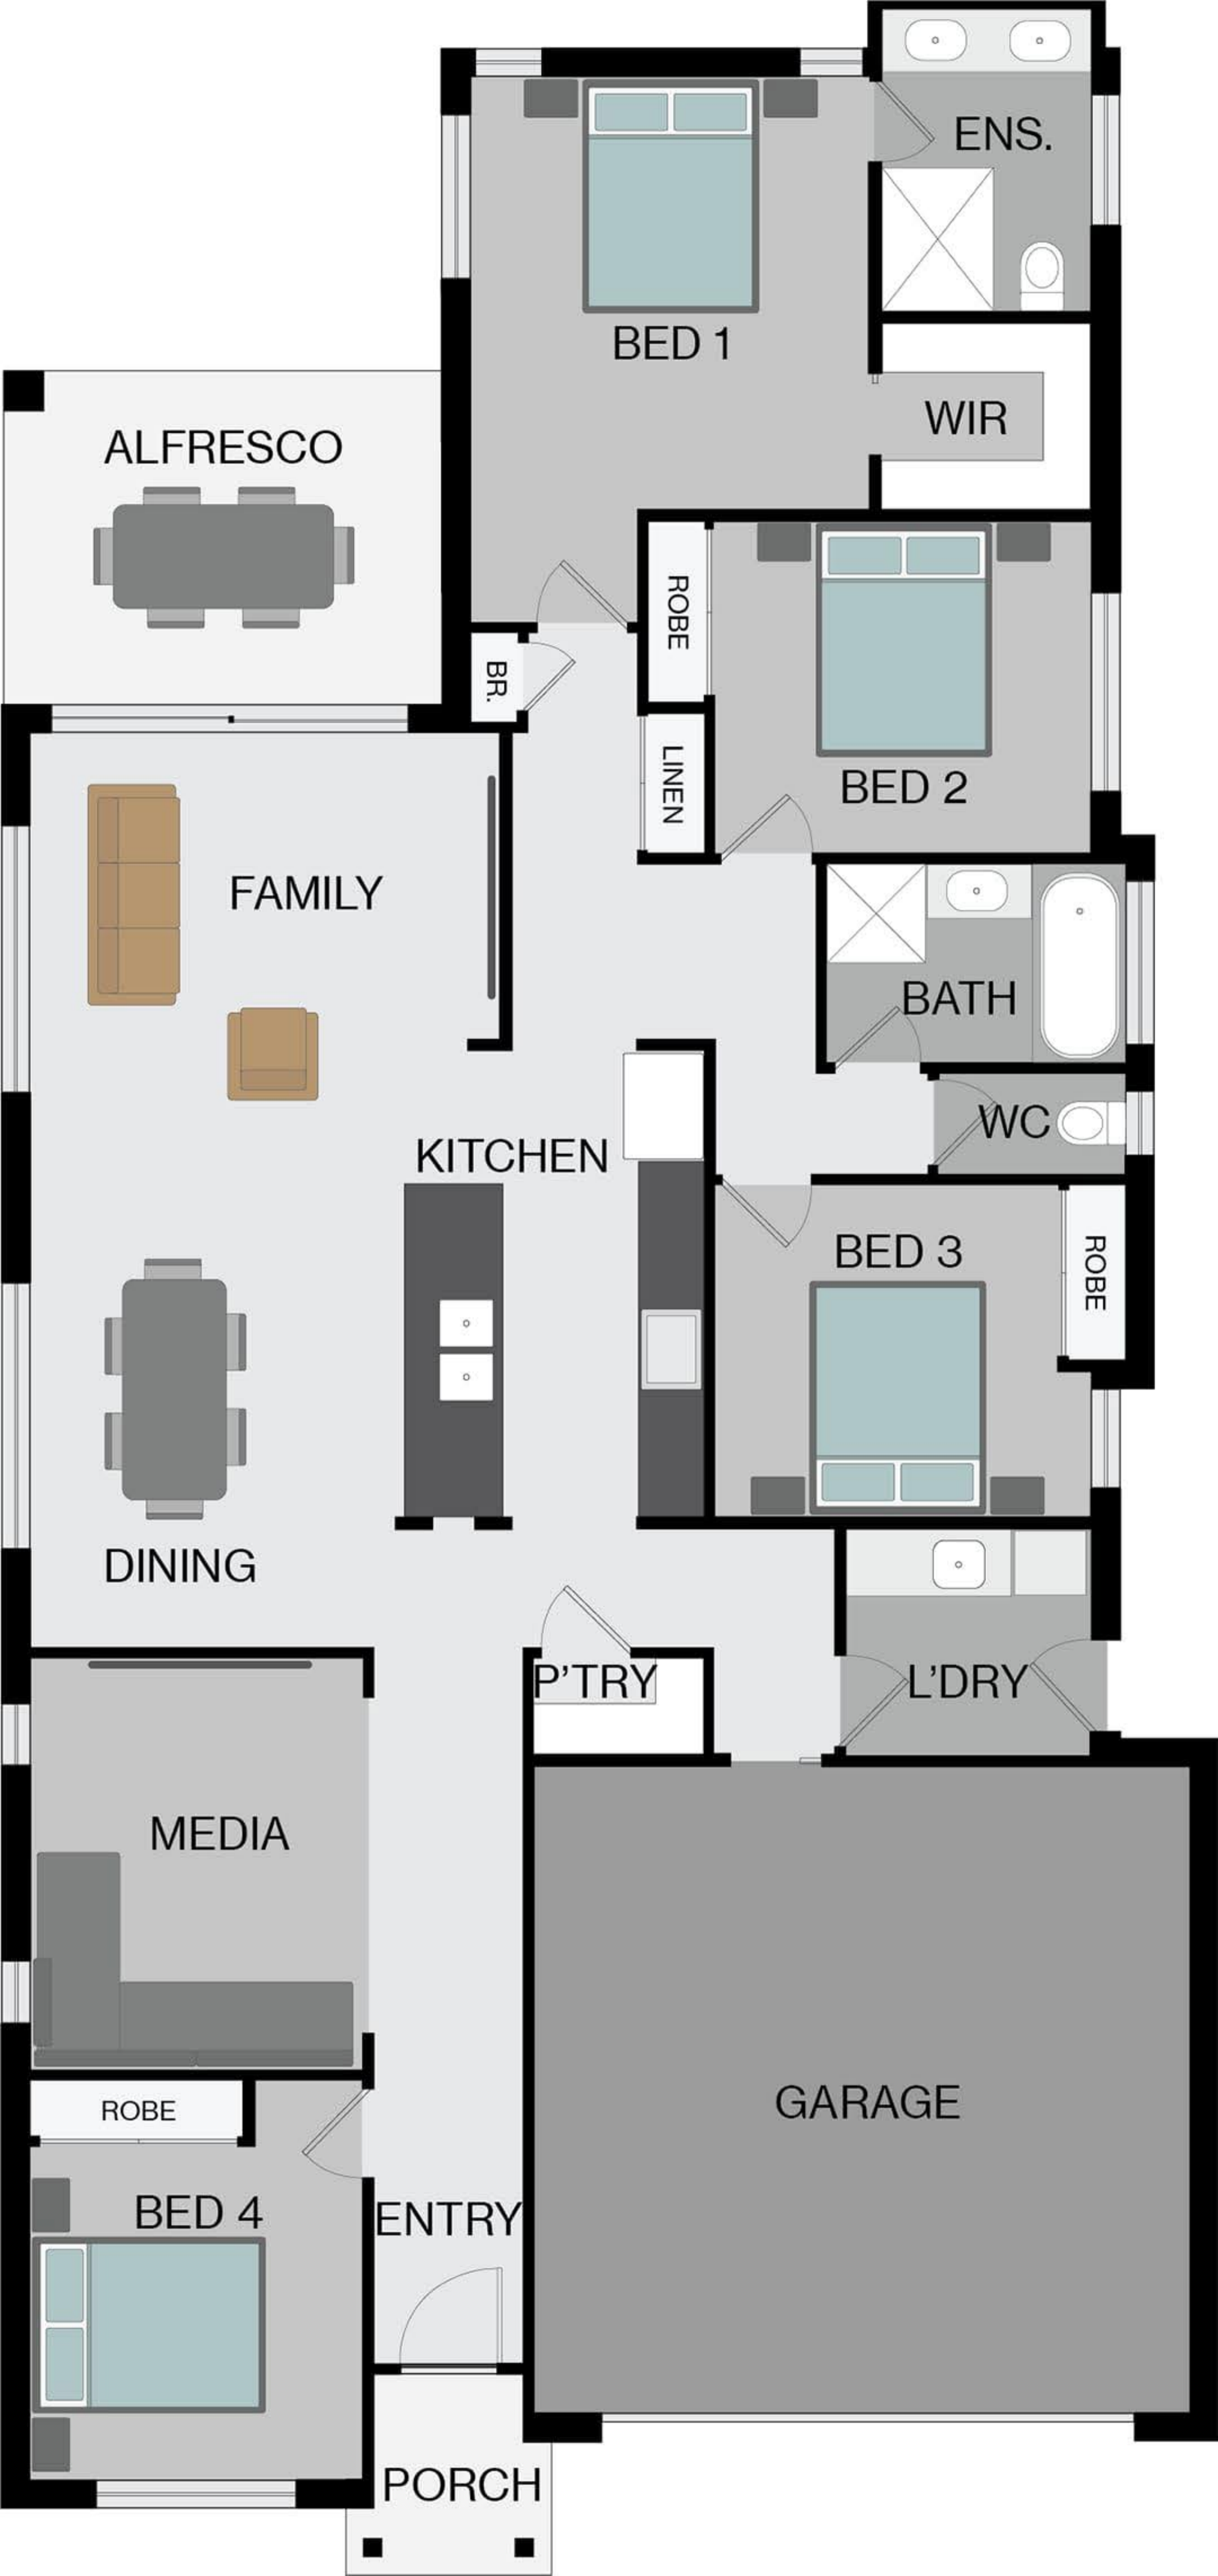 ENS.
BED 1
WIR
ALFRESCO
ROBE
BR.
LINEN
BED 2
FAMILY
BATH
WC
KITCHEN
BED 3
ROBE
DINING
P'TRY
L'DRY
MEDIA
GARAGE
ROBE
BED 4
ENTRY
PORCH